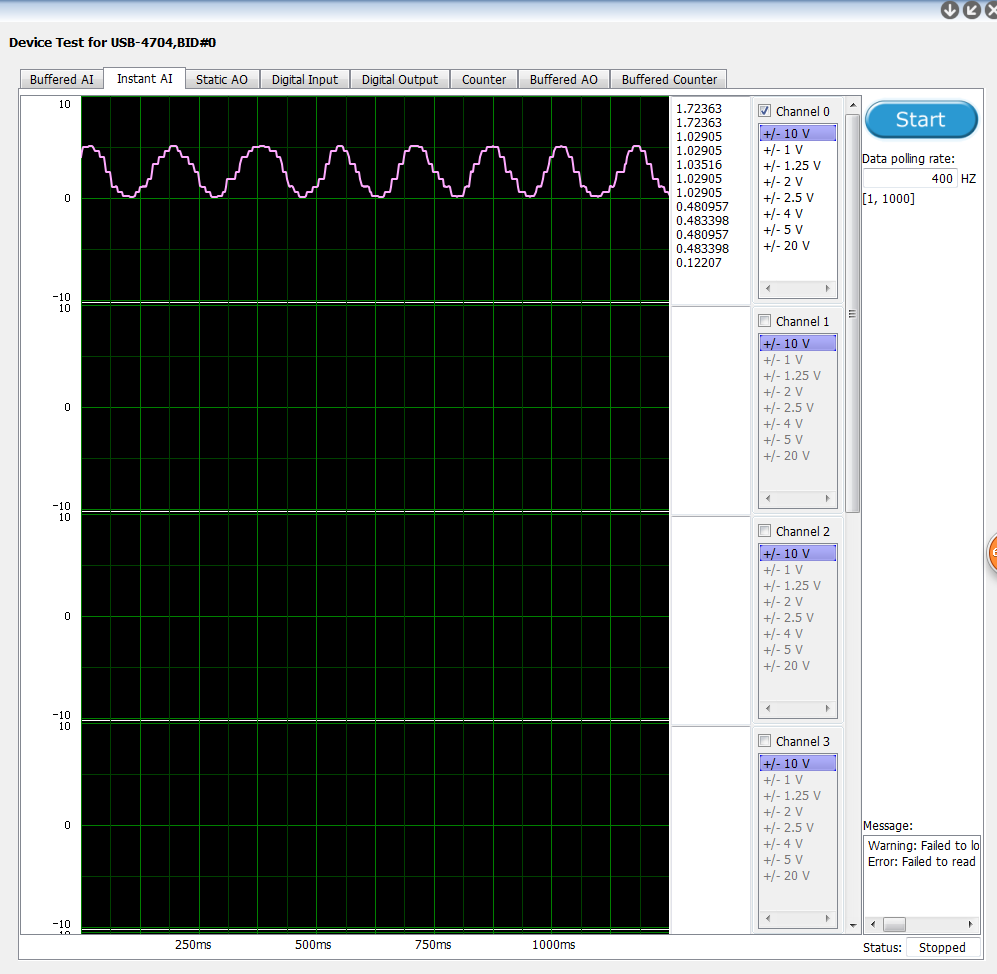 Device Test for USB-4704,BID#0
Buffered AI Instant AI Static AO Digital Input Digital Output Counter Buffered AO Buffered Counter
10
0
-10
1.72363
1.72363
1.02905
1.02905
1.03516
1.02905
1.02905
0.480957
0.483398
0.480957
0.483398
0.12207
Channel 0
+/- 10 V
+/- 1 V
+/- 1.25 V
+/- 2 V
+/- 2.5 V
+/- 4 V
+/- 5 V
+/- 20 V
Start
Data polling rate:
400 HZ
[1, 1000]
10
0
-10
Channel 1
+/- 10 V
+/- 1 V
+/- 1.25 V
+/- 2 V
+/- 2.5 V
+/- 4 V
+/- 5 V
+/- 20 V
10
0
-10
Channel 2
+/- 10 V
+/- 1 V
+/- 1.25 V
+/- 2 V
+/- 2.5 V
+/- 4 V
+/- 5 V
+/- 20 V
10
0
-10
Channel 3
+/- 10 V
+/- 1 V
+/- 1.25 V
+/- 2 V
+/- 2.5 V
+/- 4 V
+/- 5 V
+/- 20 V
250ms 500ms 750ms 1000ms
Message:
Warning: Failed to lo
Error: Failed to read
Status: Stopped